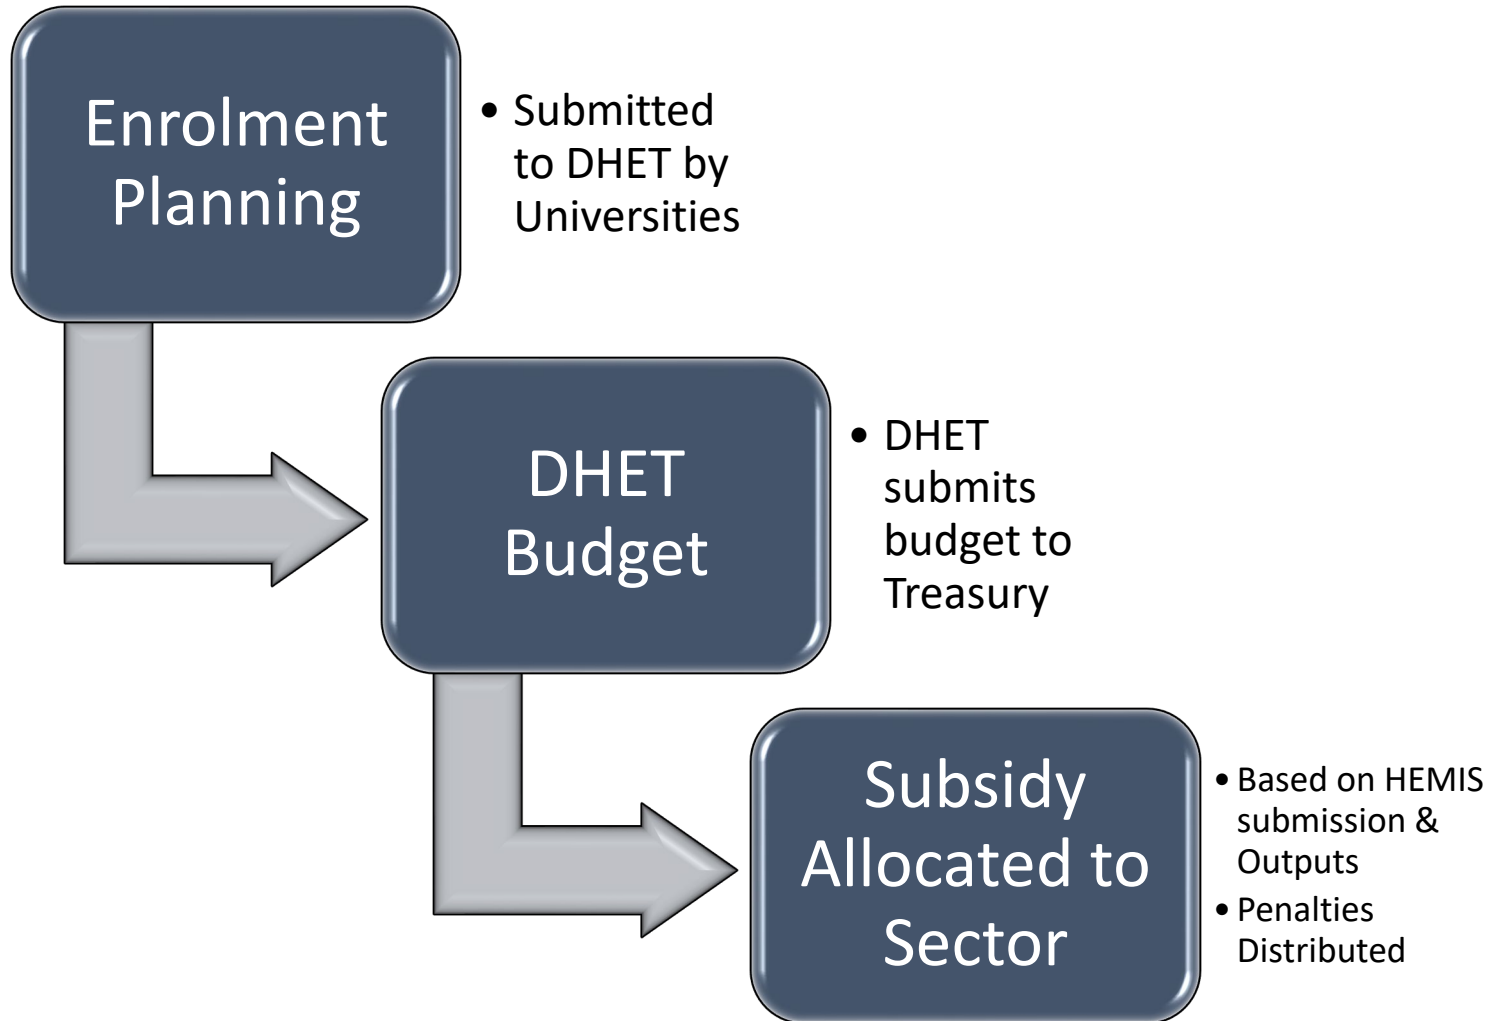 Enrolment
Planning
• Submitted
to DHET by
Universities
DHET
Budget
• DHET
submits
budget to
Treasury
Subsidy
Allocated to
Sector
• Based on HEMIS
submission &
Outputs
• Penalties
Distributed